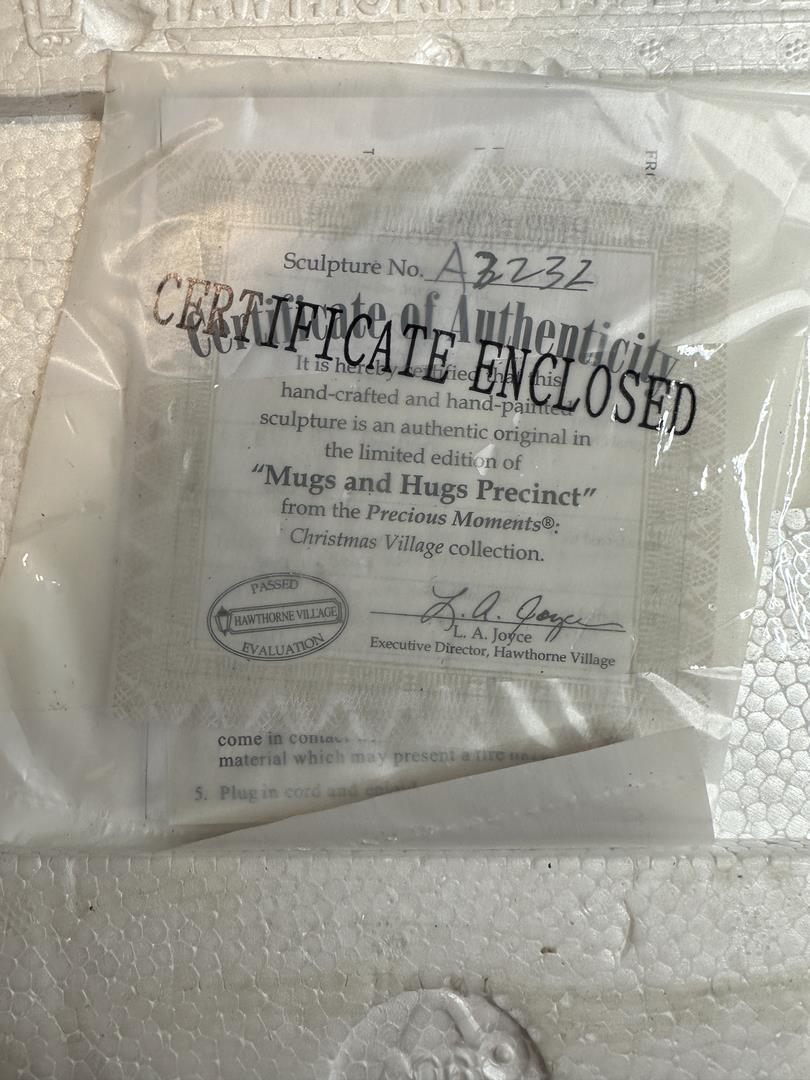 HAWTHORNE VILLAGE
FR
Sculpture No. A3232
Certificate of Authenticity
CERTIFICATE ENCLOSED
It is hereby certified that this
hand-crafted and hand-painted
sculpture is an authentic original in
the limited edition of
“Mugs and Hugs Precinct”
from the Precious Moments®:
Christmas Village collection.
PASSED
HAWTHORNE VILLAGE
EVALUATION
L. A. Joyce
L. A. Joyce
Executive Director, Hawthorne Village
come in contact
material which may present a fire
5. Plug in cord and enjoy